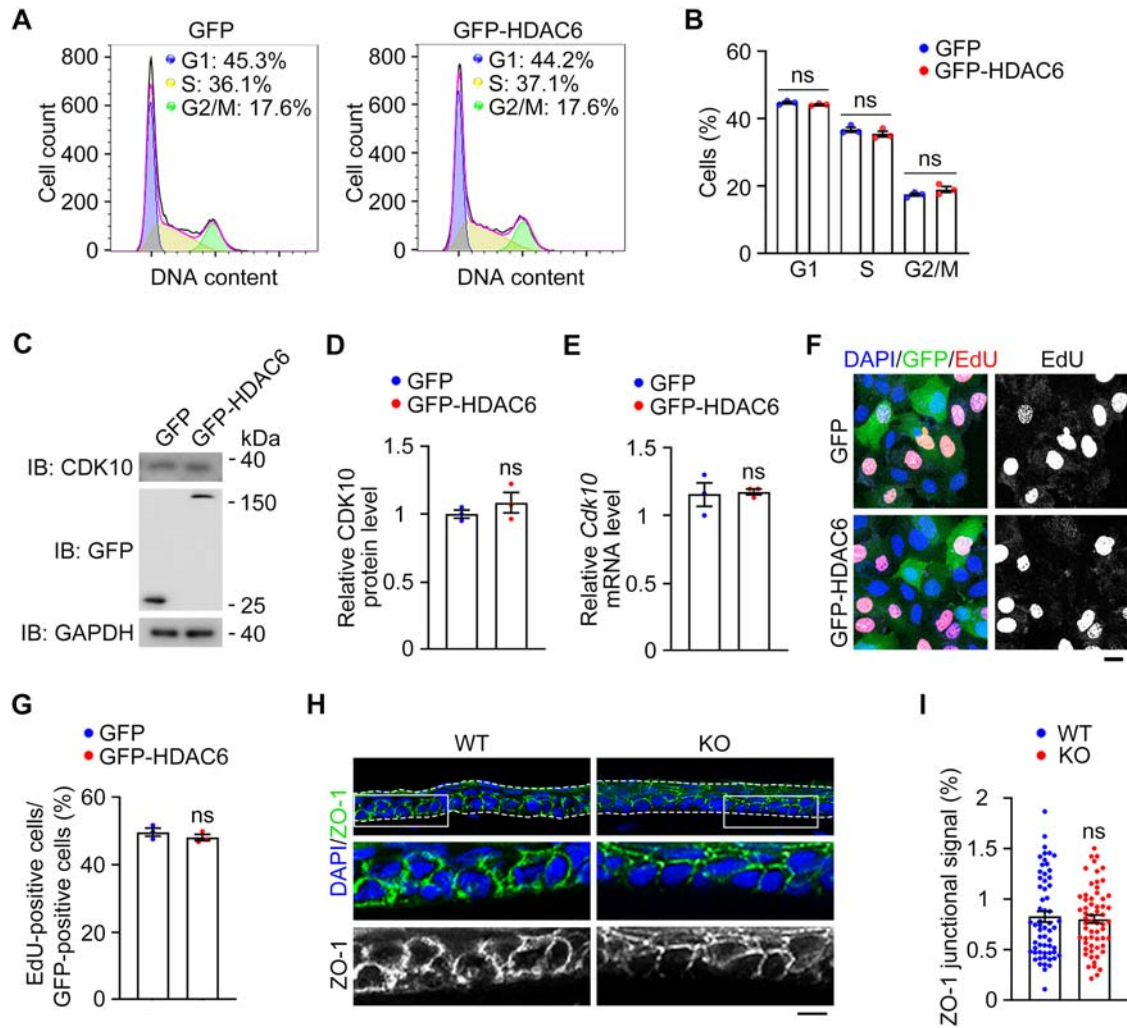 A
GFP
GFP-HDAC6
800
600
400
200
0
Cell count
G1: 45.3%
S: 36.1%
G2/M: 17.6%
DNA content
800
600
400
200
0
Cell count
G1: 44.2%
S: 37.1%
G2/M: 17.6%
DNA content
B
GFP
GFP-HDAC6
60
40
20
0
Cells (%)
ns
ns
ns
G1 S G2/M
C
GFP
GFP-HDAC6
kDa
IB: CDK10 - 40
- 150
IB: GFP
- 25
IB: GAPDH - 40
D
GFP
GFP-HDAC6
1.5
1
0.5
0
Relative CDK10
protein level
ns
E
GFP
GFP-HDAC6
1.5
1
0.5
0
Relative Cdk10
mRNA level
ns
F
DAPI/GFP/EdU EdU
GFP
GFP-HDAC6
G
GFP
GFP-HDAC6
60
40
20
0
EdU-positive cells/
GFP-positive cells (%)
ns
H
WT KO
DAPI/ZO-1
ZO-1
I
WT
KO
2
1.5
1
0.5
0
ZO-1 junctional signal (%)
ns